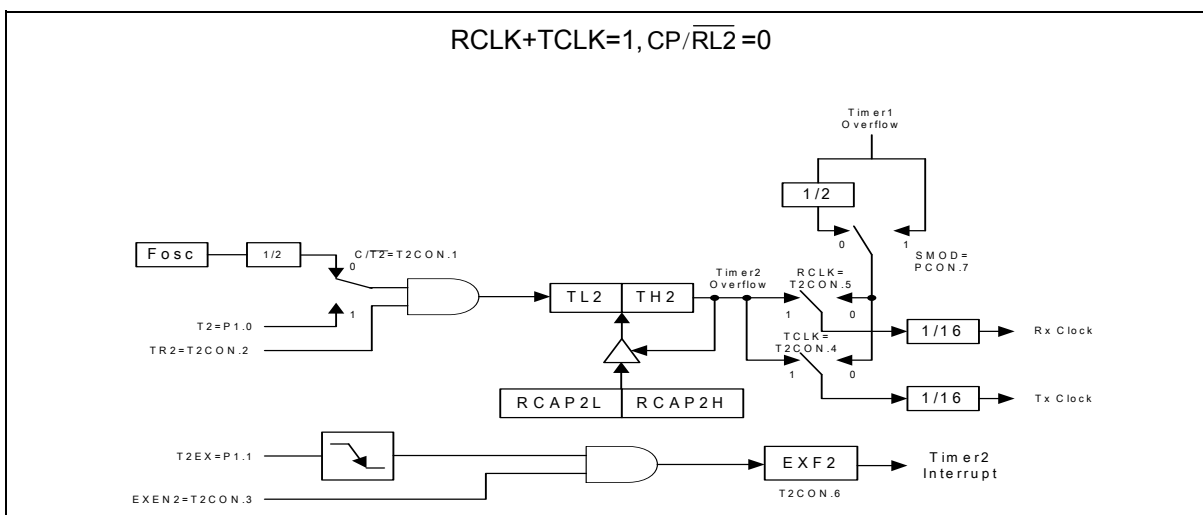 RCLK+TCLK=1, CP/R̅L̅2̅ =0
Timer1
Overflow
1/2
0
1
SMOD=
PCON.7
Fosc
1/2
C/T̅2̅=T2CON.1
0
1
T2=P1.0
TR2=T2CON.2
TL2
TH2
Timer2
Overflow
RCLK=
T2CON.5
1
0
1/16
Rx Clock
TCLK=
T2CON.4
1
0
1/16
Tx Clock
RCAP2L
RCAP2H
T2EX=P1.1
EXEN2=T2CON.3
EXF2
T2CON.6
Timer2
Interrupt